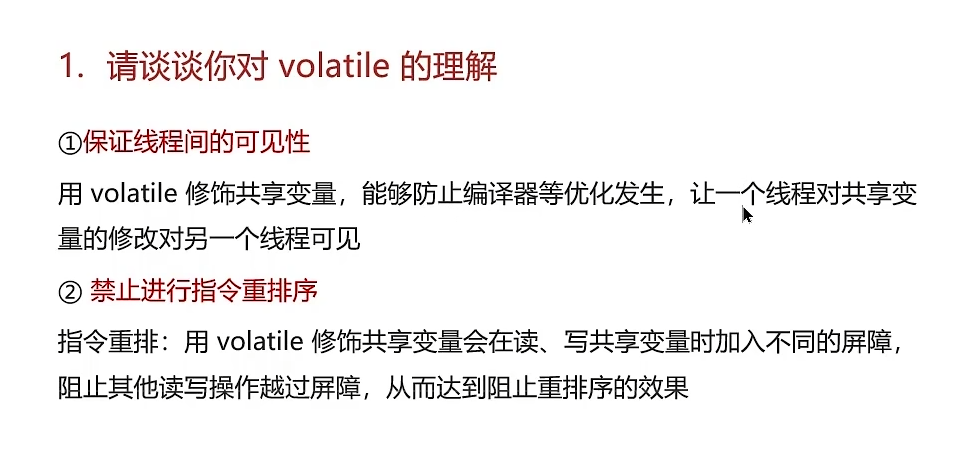 1. 请谈谈你对 volatile 的理解
①保证线程间的可见性
用 volatile 修饰共享变量，能够防止编译器等优化发生，让一个线程对共享变
量的修改对另一个线程可见
② 禁止进行指令重排序
指令重排：用 volatile 修饰共享变量会在读、写共享变量时加入不同的屏障，
阻止其他读写操作越过屏障，从而达到阻止重排序的效果